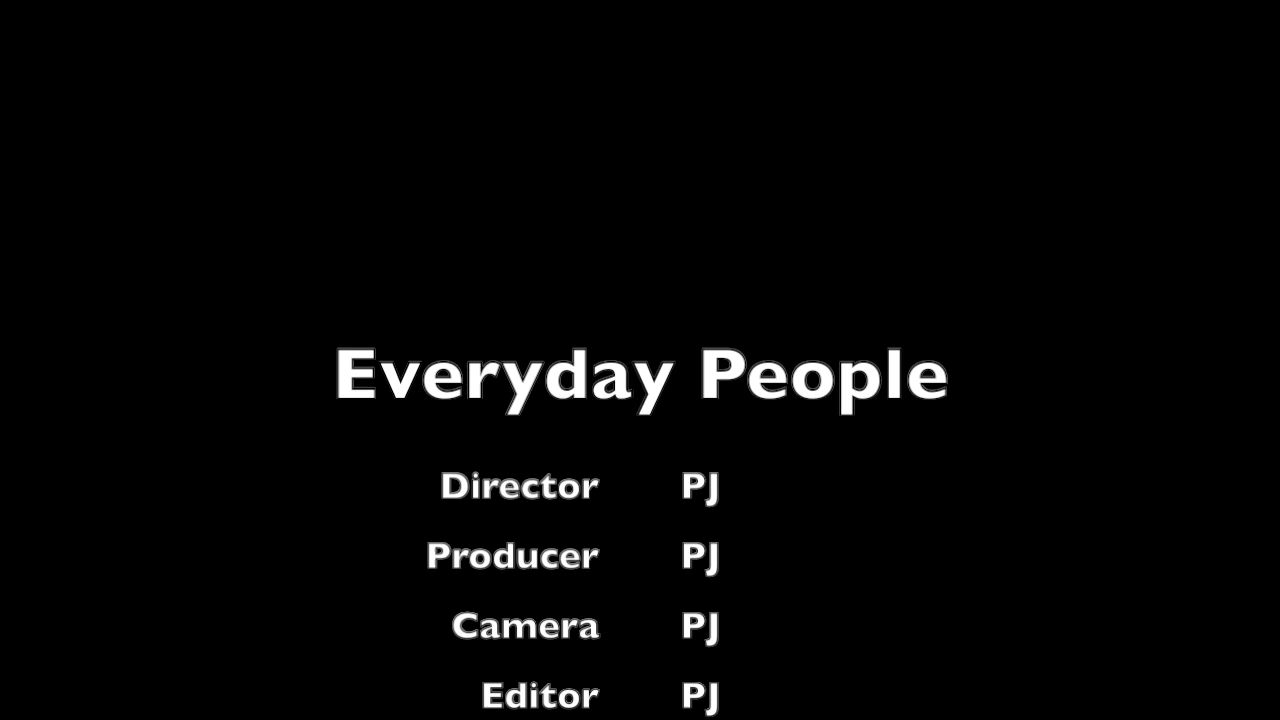 Everyday People
Director PJ
Producer PJ
Camera PJ
Editor PJ